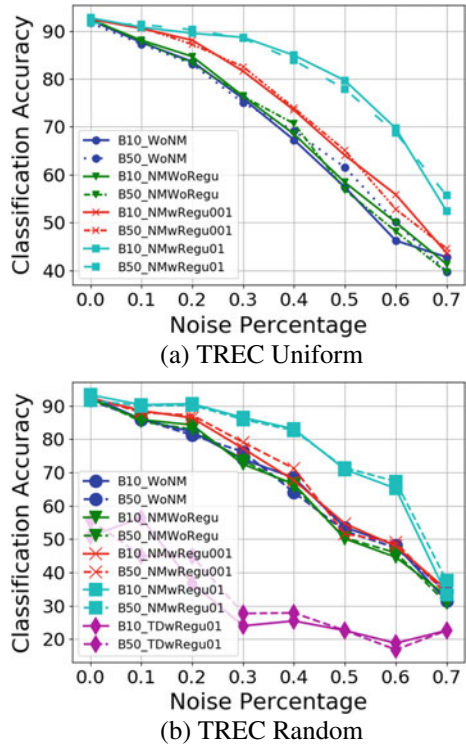 Classification Accuracy
90
80
70
60
50
40
B10_WoNM
B50_WoNM
B10_NMWoRegu
B50_NMWoRegu
B10_NMwRegu001
B50_NMwRegu001
B10_NMwRegu01
B50_NMwRegu01
0.0 0.1 0.2 0.3 0.4 0.5 0.6 0.7
Noise Percentage
(a) TREC Uniform
Classification Accuracy
90
80
70
60
50
40
30
20
B10_WoNM
B50_WoNM
B10_NMWoRegu
B50_NMWoRegu
B10_NMwRegu001
B50_NMwRegu001
B10_NMwRegu01
B50_NMwRegu01
B10_TDwRegu01
B50_TDwRegu01
0.0 0.1 0.2 0.3 0.4 0.5 0.6 0.7
Noise Percentage
(b) TREC Random